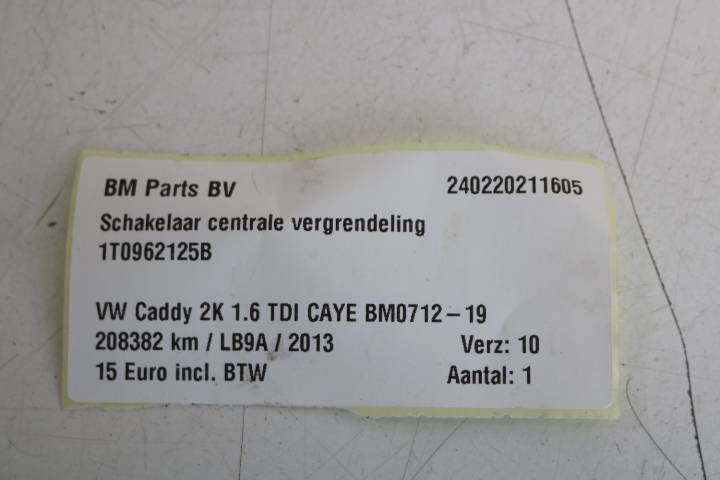 BM Parts BV 240220211605
Schakelaar centrale vergrendeling
1T0962125B
VW Caddy 2K 1.6 TDI CAYE BM0712-19
208382 km / LB9A / 2013 Verz: 10
15 Euro incl. BTW Aantal: 1